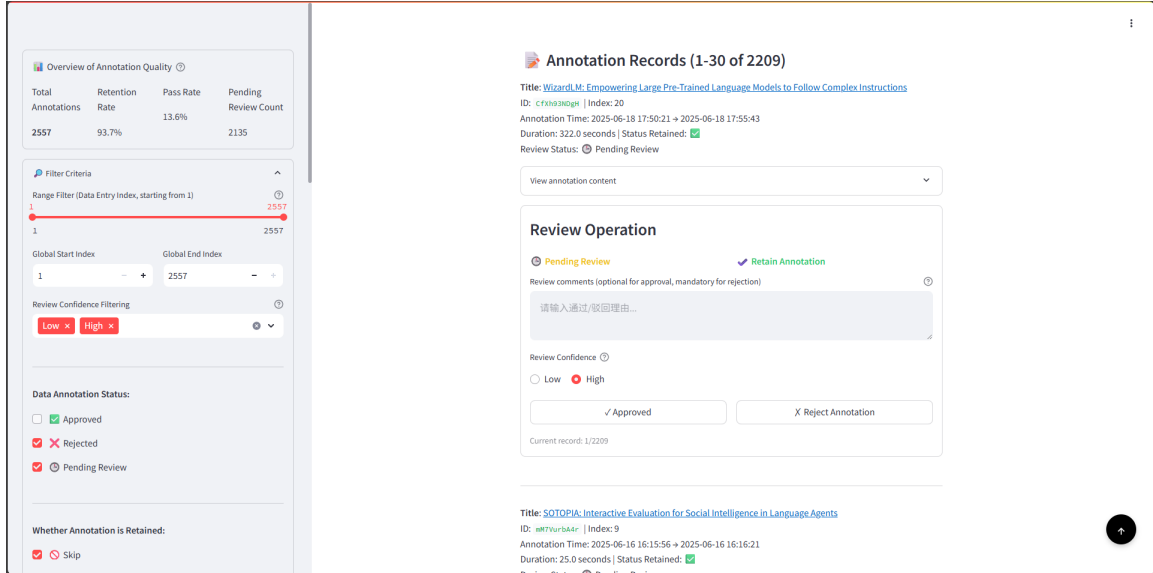 Overview of Annotation Quality
Total Annotations
Retention Rate
Pass Rate
Pending Review Count
2557
93.7%
13.6%
2135
Filter Criteria
Range Filter (Data Entry Index, starting from 1)
1
2557
1
2557
Global Start Index
Global End Index
1
2557
Review Confidence Filtering
Low ×
High ×
Data Annotation Status:
Approved
Rejected
Pending Review
Whether Annotation is Retained:
Skip
Annotation Records (1-30 of 2209)
Title: WizardLM: Empowering Large Pre-Trained Language Models to Follow Complex Instructions
ID: CfXh93NDgH | Index: 20
Annotation Time: 2025-06-18 17:50:21 → 2025-06-18 17:55:43
Duration: 322.0 seconds | Status Retained: ✅
Review Status: Pending Review
View annotation content
Review Operation
Pending Review
Retain Annotation
Review comments (optional for approval, mandatory for rejection)
请输入通过/驳回理由...
Review Confidence
Low
High
✓ Approved
✗ Reject Annotation
Current record: 1/2209
Title: SOTOPIA: Interactive Evaluation for Social Intelligence in Language Agents
ID: mM7VurbA4r | Index: 9
Annotation Time: 2025-06-16 16:15:56 → 2025-06-16 16:16:21
Duration: 25.0 seconds | Status Retained: ✅